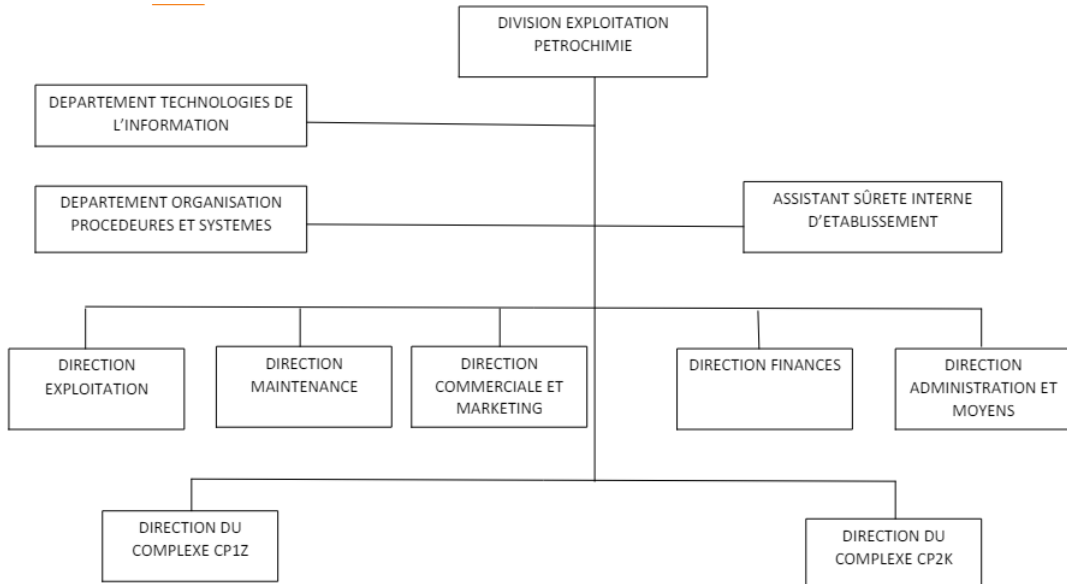 DIVISION EXPLOITATION
PETROCHIMIE
DEPARTEMENT TECHNOLOGIES DE
L’INFORMATION
DEPARTEMENT ORGANISATION
PROCEDEURES ET SYSTEMES
ASSISTANT SÛRETE INTERNE
D’ETABLISSEMENT
DIRECTION
EXPLOITATION
DIRECTION
MAINTENANCE
DIRECTION
COMMERCIALE ET
MARKETING
DIRECTION FINANCES
DIRECTION
ADMINISTRATION ET
MOYENS
DIRECTION DU
COMPLEXE CP1Z
DIRECTION DU
COMPLEXE CP2K